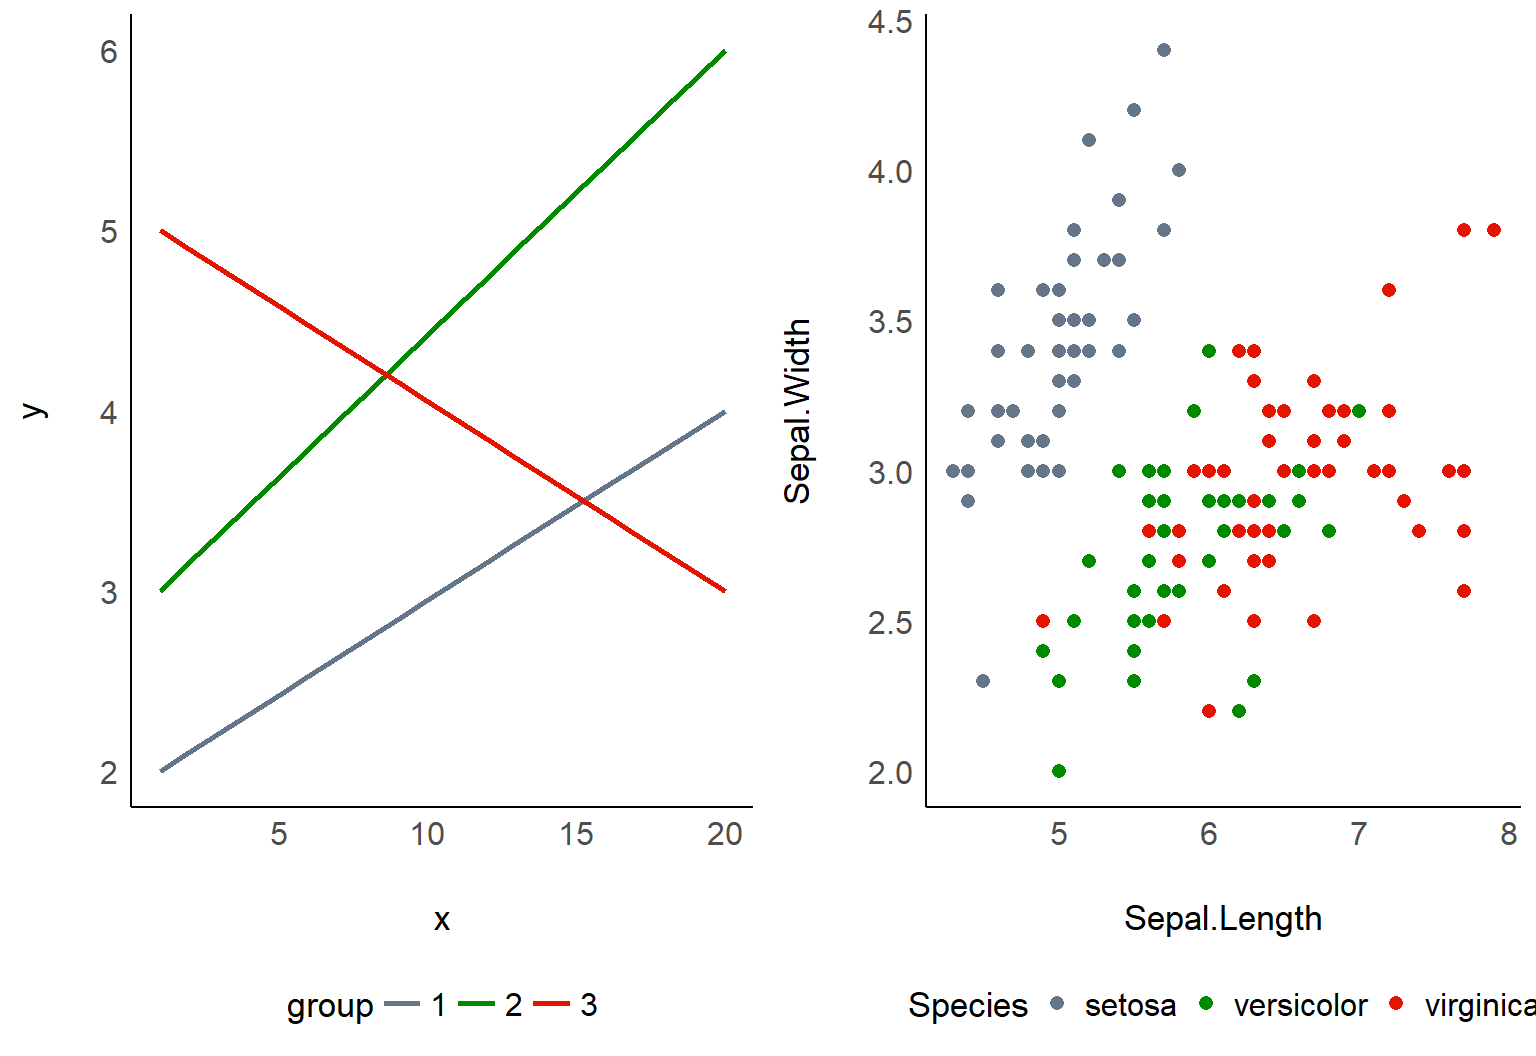 6
5
4
3
2
y
5 10 15 20
x
group 1 2 3
4.5
4.0
3.5
3.0
2.5
2.0
Sepal.Width
5 6 7 8
Sepal.Length
Species setosa versicolor virginica